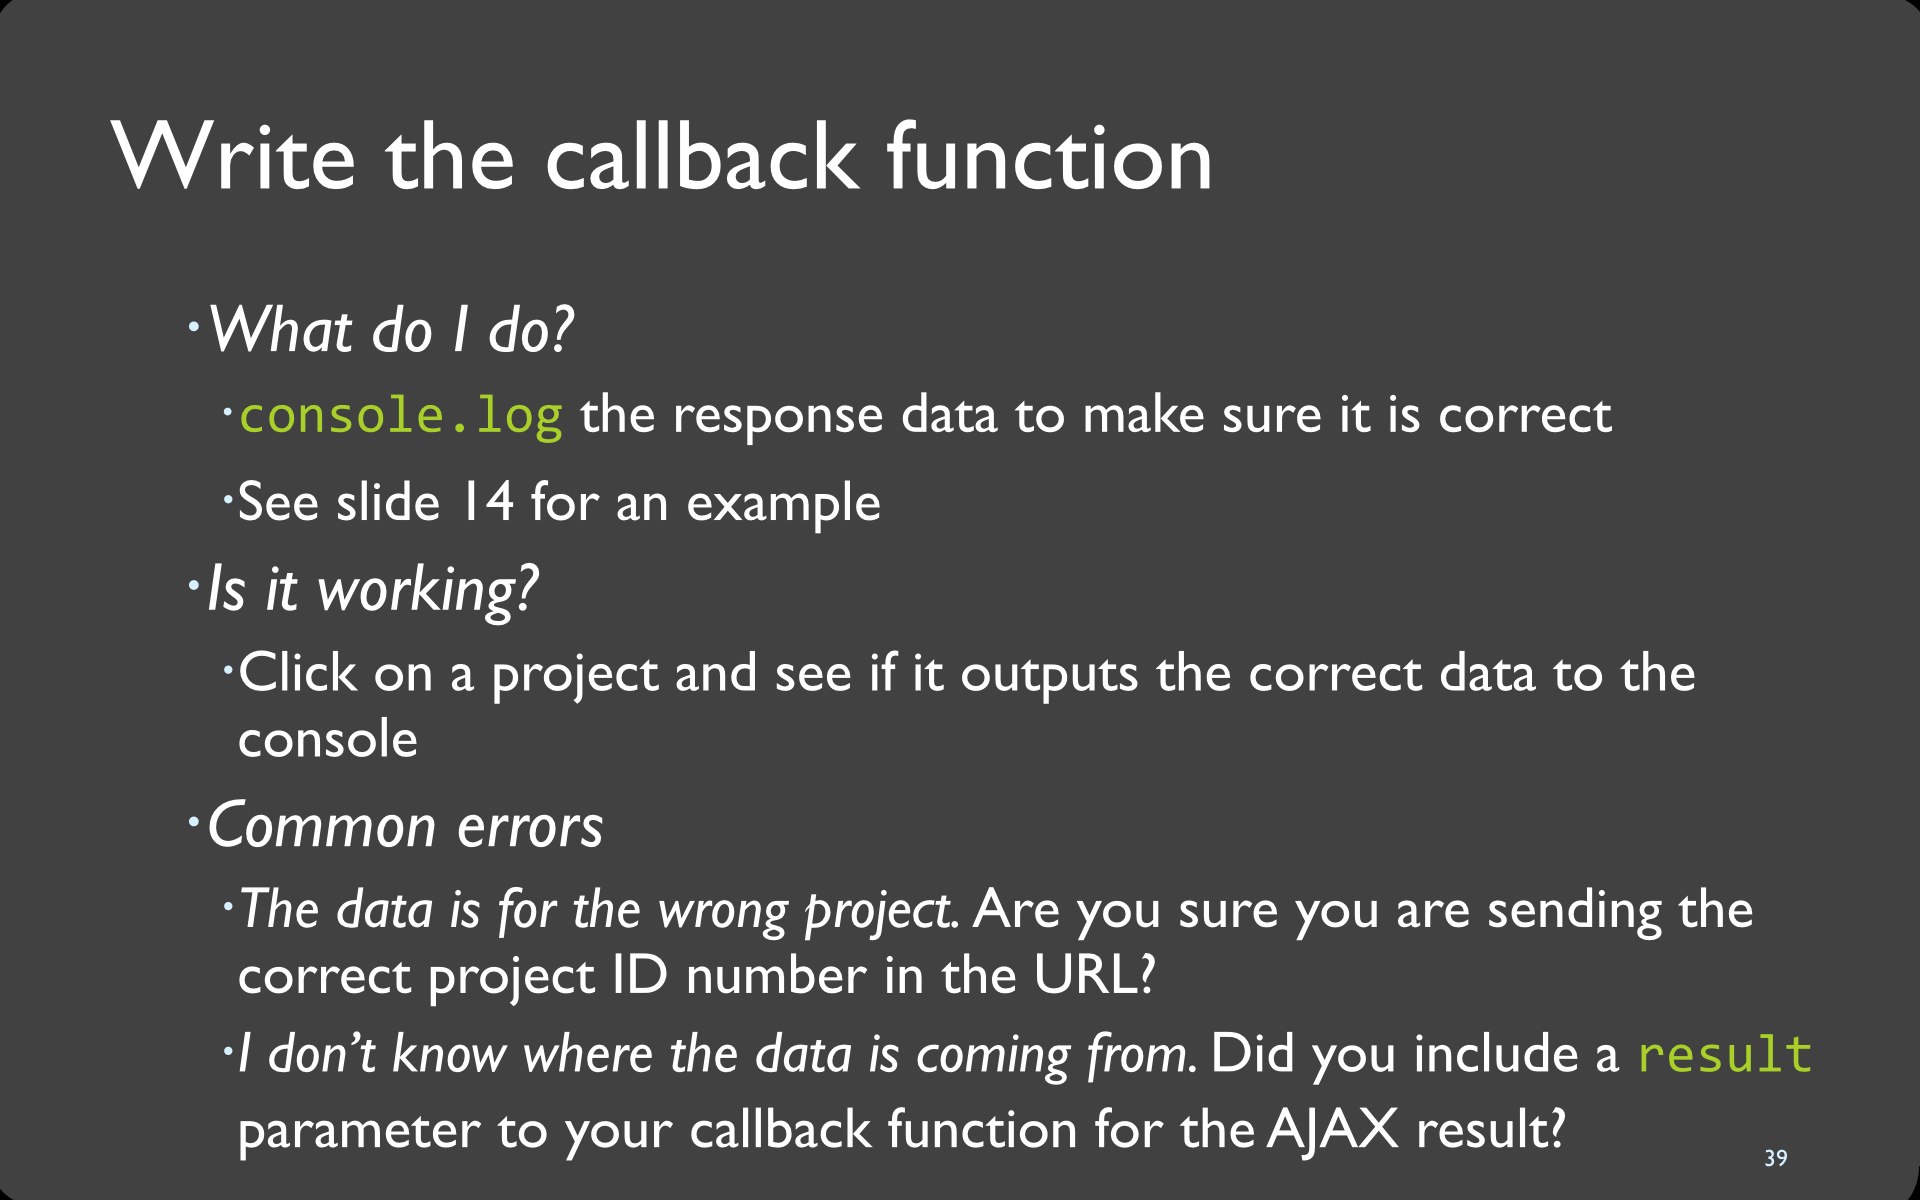 Write the callback function
•What do I do?
•console.log the response data to make sure it is correct
•See slide 14 for an example
•Is it working?
•Click on a project and see if it outputs the correct data to the
console
•Common errors
•The data is for the wrong project. Are you sure you are sending the
correct project ID number in the URL?
•I don’t know where the data is coming from. Did you include a result
parameter to your callback function for the AJAX result?
39